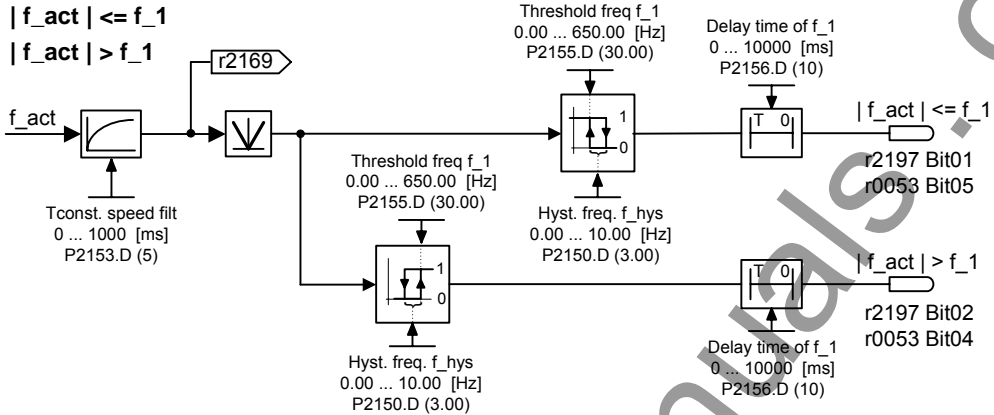 | f_act | <= f_1
| f_act | > f_1
r2169
f_act
Tconst. speed filt
0 ... 1000 [ms]
P2153.D (5)
Threshold freq f_1
0.00 ... 650.00 [Hz]
P2155.D (30.00)
1
0
Hyst. freq. f_hys
0.00 ... 10.00 [Hz]
P2150.D (3.00)
Delay time of f_1
0 ... 10000 [ms]
P2156.D (10)
T 0
| f_act | <= f_1
r2197 Bit01
r0053 Bit05
Threshold freq f_1
0.00 ... 650.00 [Hz]
P2155.D (30.00)
1
0
Hyst. freq. f_hys
0.00 ... 10.00 [Hz]
P2150.D (3.00)
T 0
Delay time of f_1
0 ... 10000 [ms]
P2156.D (10)
| f_act | > f_1
r2197 Bit02
r0053 Bit04